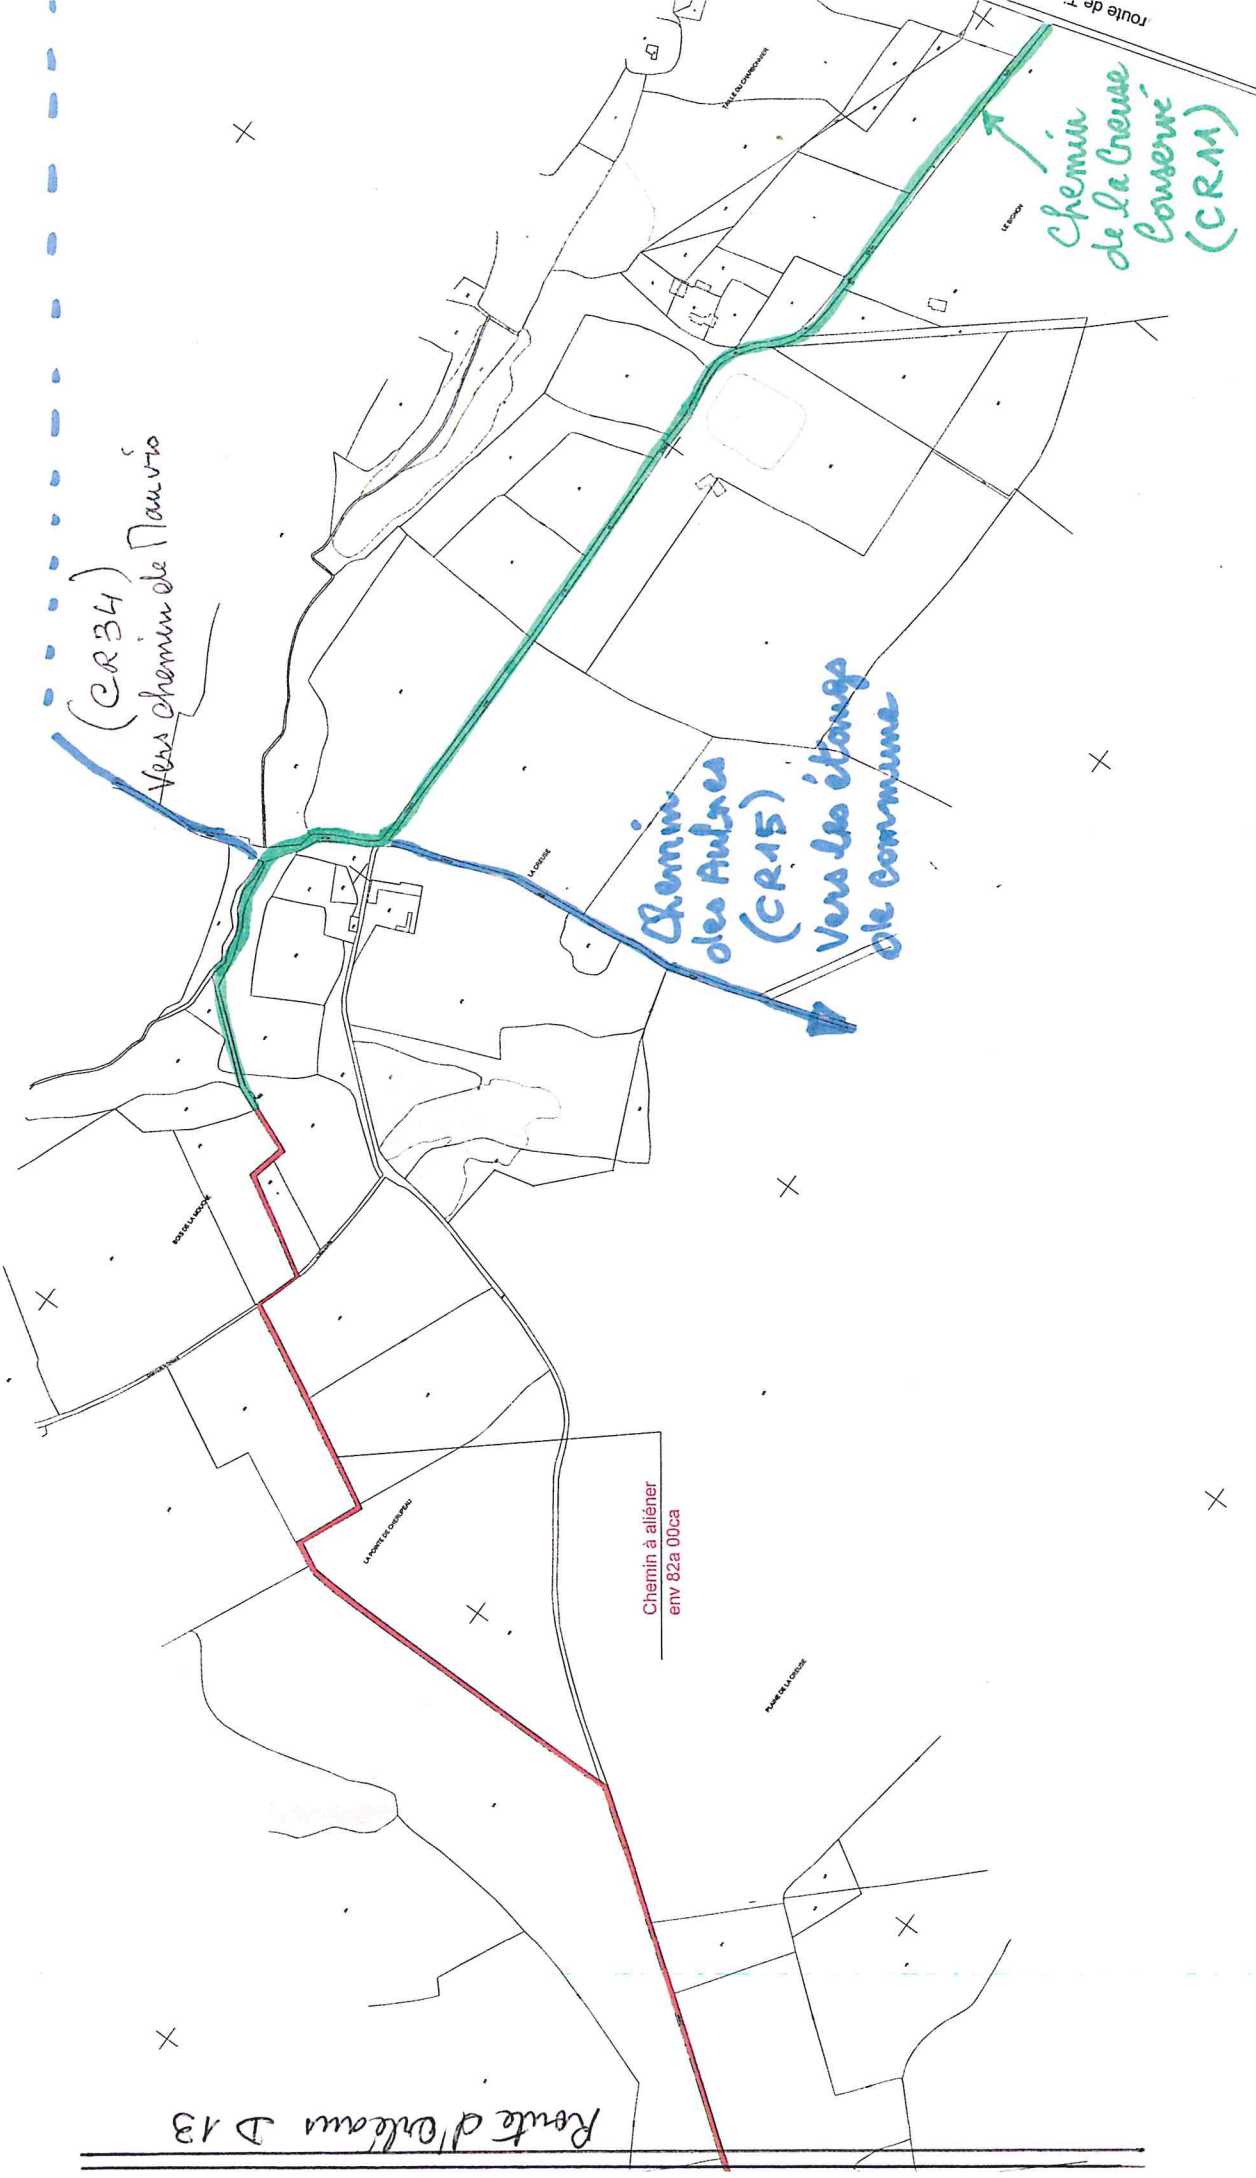 route de
Chemin
de la Creuse
Conservé
(CR11)
TAILLE DU CHARBONNIER
LE BIGNON
(CR34)
Vers chemin de Mauvio
Chemin
des Aulnes
(CR15)
Vers les étangs
de commune
LA CREUSE
BOIS DE LA MOUCHE
LA POINTE DE CHERUPEAU
Chemin à aliéner
env 82a 00ca
PLAINE DE LA CREUSE
Route d'orléans D 13